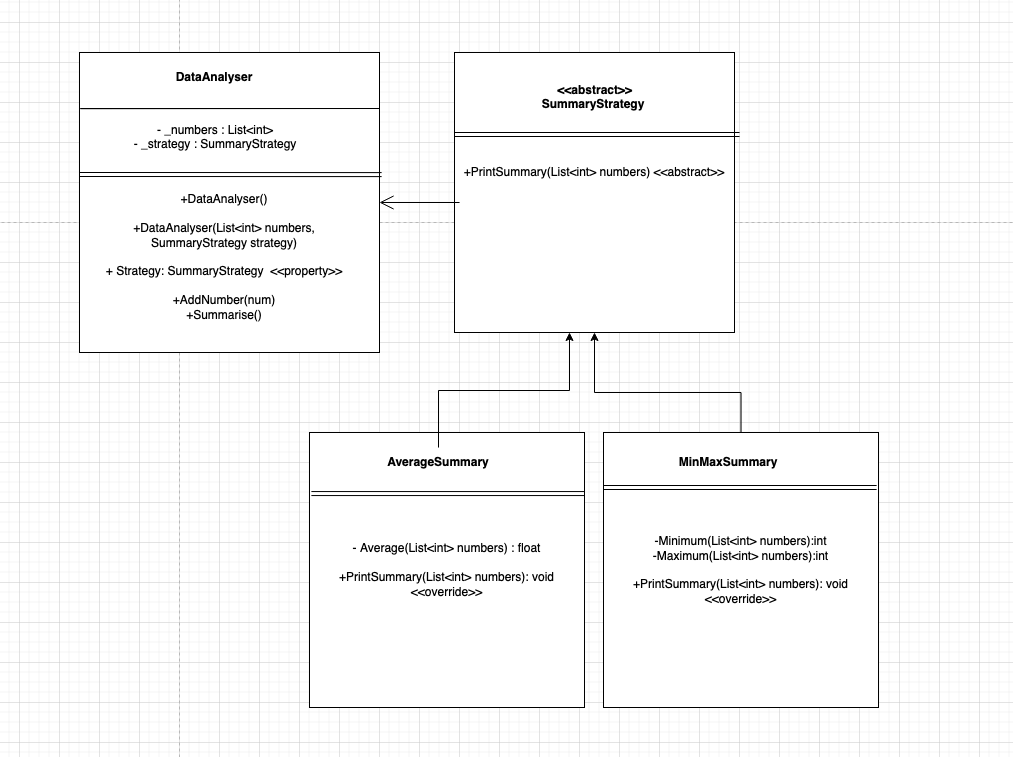 DataAnalyser
- _numbers : List<int>
- _strategy : SummaryStrategy
+DataAnalyser()
+DataAnalyser(List<int> numbers,
SummaryStrategy strategy)
+ Strategy: SummaryStrategy  <<property>>
+AddNumber(num)
+Summarise()
<<abstract>>
SummaryStrategy
+PrintSummary(List<int> numbers) <<abstract>>
AverageSummary
- Average(List<int> numbers) : float
+PrintSummary(List<int> numbers): void
<<override>>
MinMaxSummary
-Minimum(List<int> numbers):int
-Maximum(List<int> numbers):int
+PrintSummary(List<int> numbers): void
<<override>>